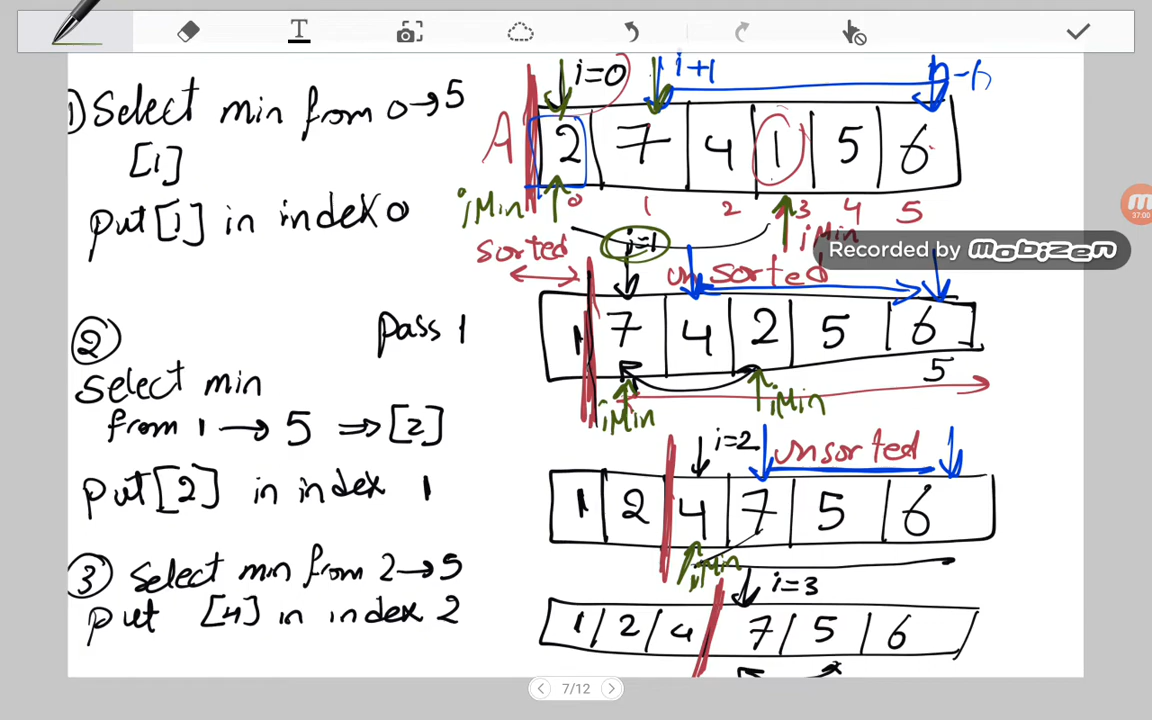 T
1) Select min from 0→5
[1]
put [1] in index 0
②
Select min
from 1 → 5 ⇒ [2]
put [2] in index 1
③ Select min from 2→5
put [4] in index 2
pass 1
i=0
i+1
A
2 7 4 1 5 6
0 1 2 3 4 5
iMin
iMin
sorted
i=1
unsorted
1 7 4 2 5 6
5
iMin
iMin
i=2
unsorted
1 2 4 7 5 6
iMin
i=3
1 2 4 7 5 6
Recorded by mobizen
37:00
7/12